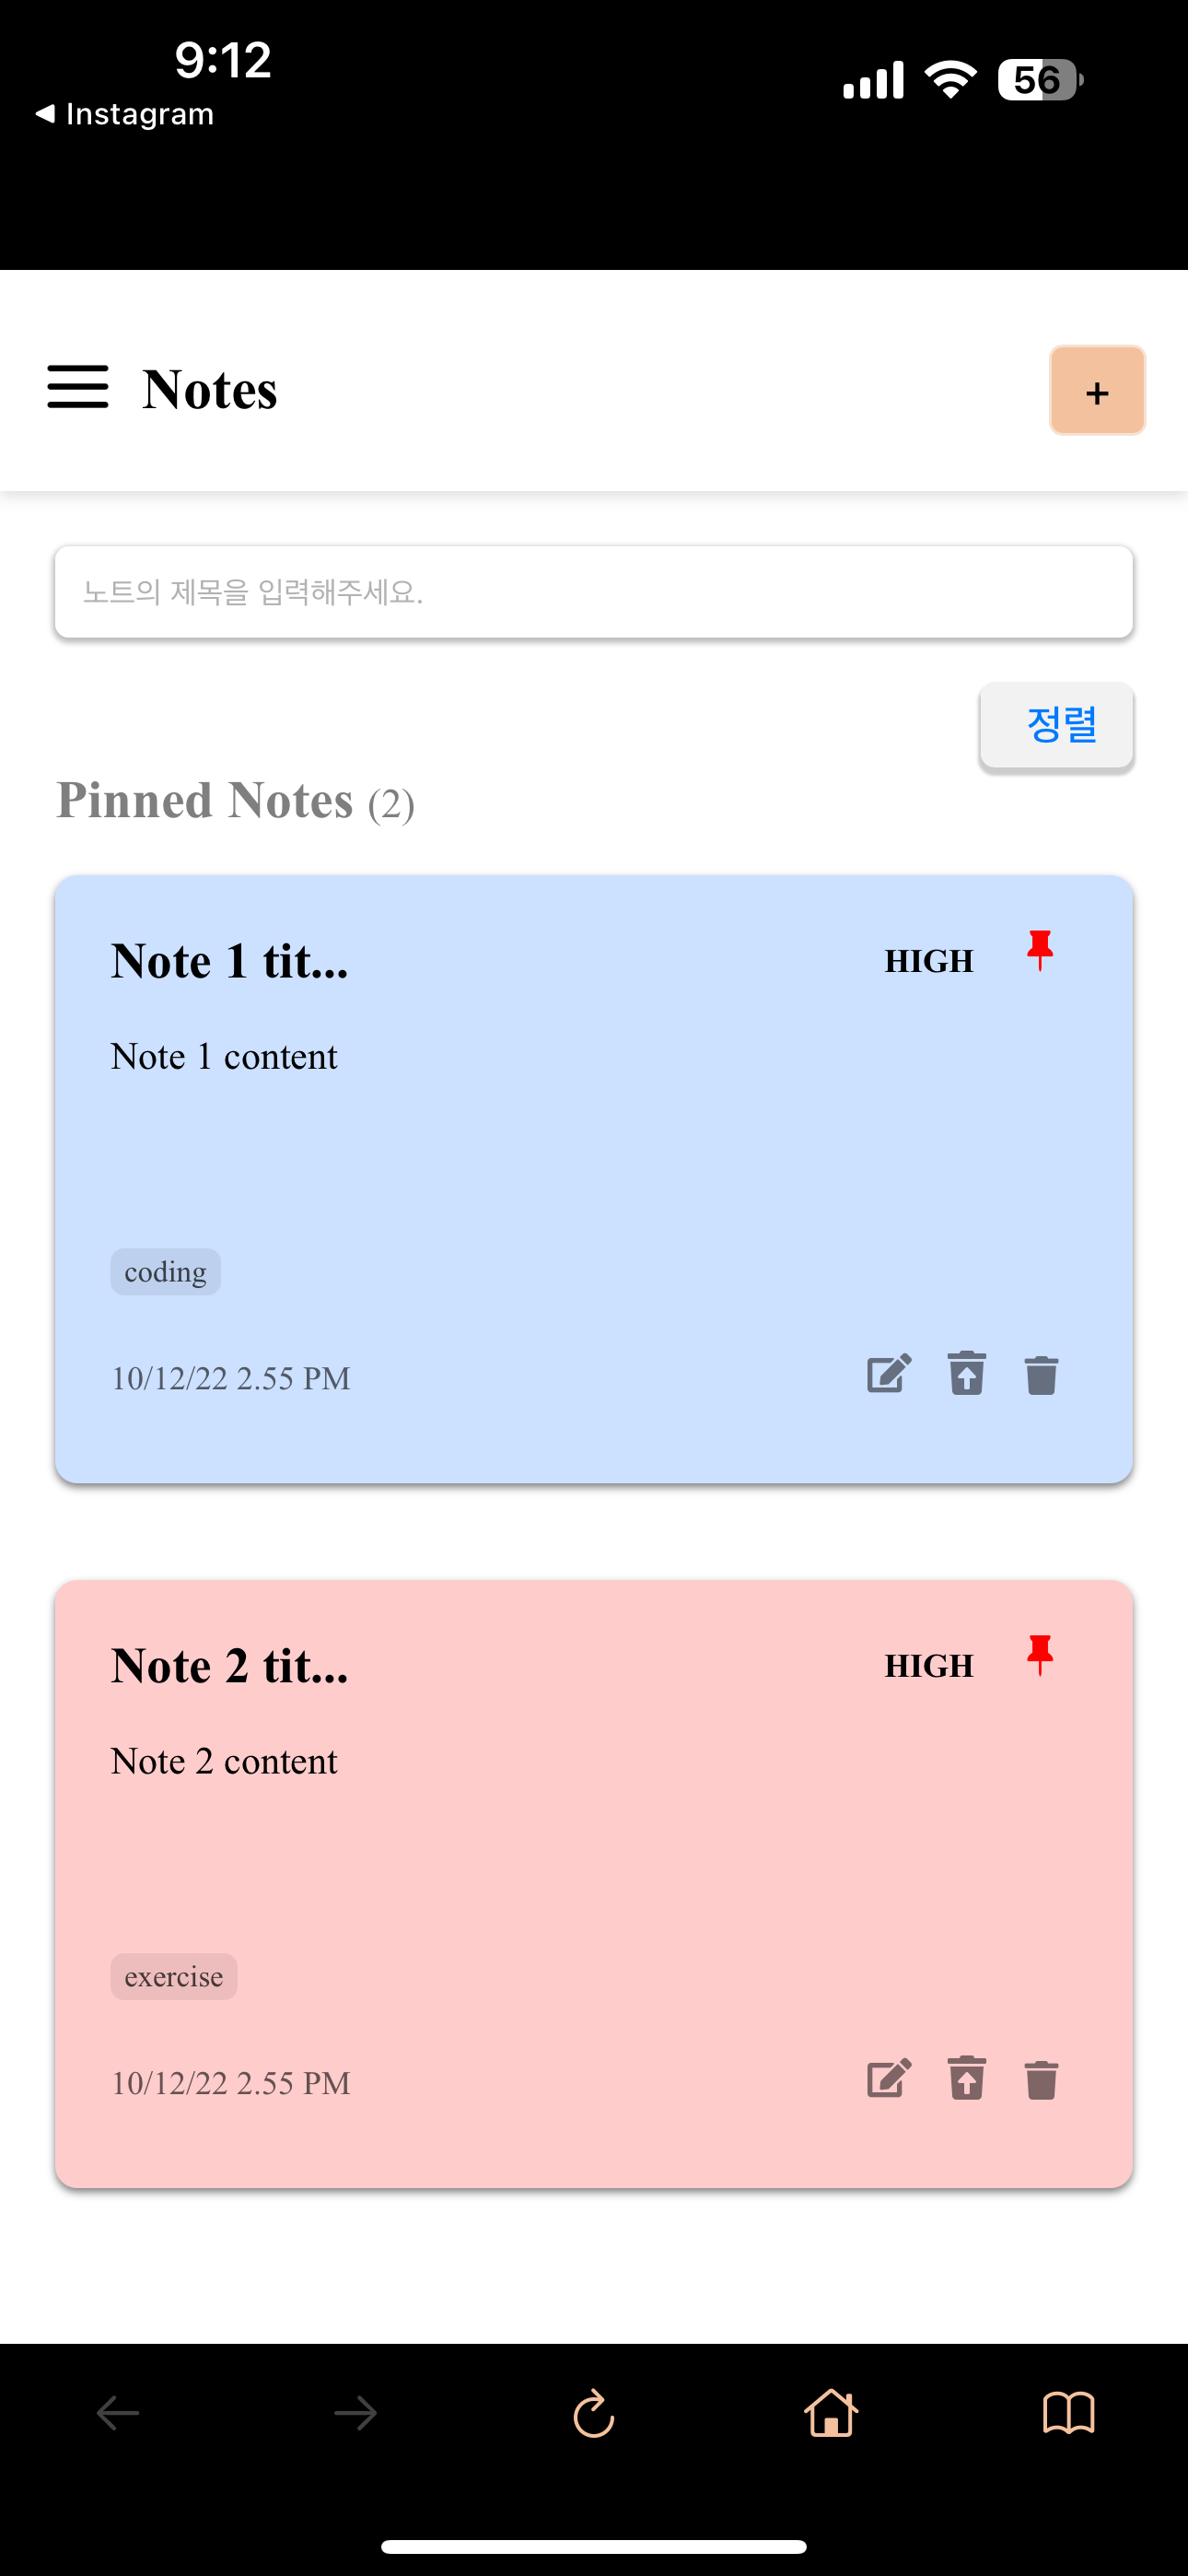 9:12
56
◀ Instagram
Notes
+
노트의 제목을 입력해주세요.
정렬
Pinned Notes (2)
Note 1 tit...
HIGH
Note 1 content
coding
10/12/22 2.55 PM
Note 2 tit...
HIGH
Note 2 content
exercise
10/12/22 2.55 PM